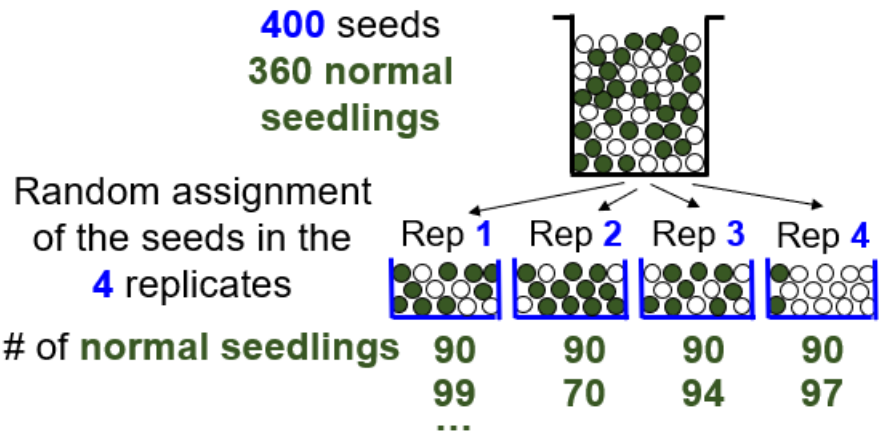 400 seeds
360 normal
seedlings
Random assignment
of the seeds in the
4 replicates
Rep 1 Rep 2 Rep 3 Rep 4
# of normal seedlings 90 90 90 90
99 70 94 97
...